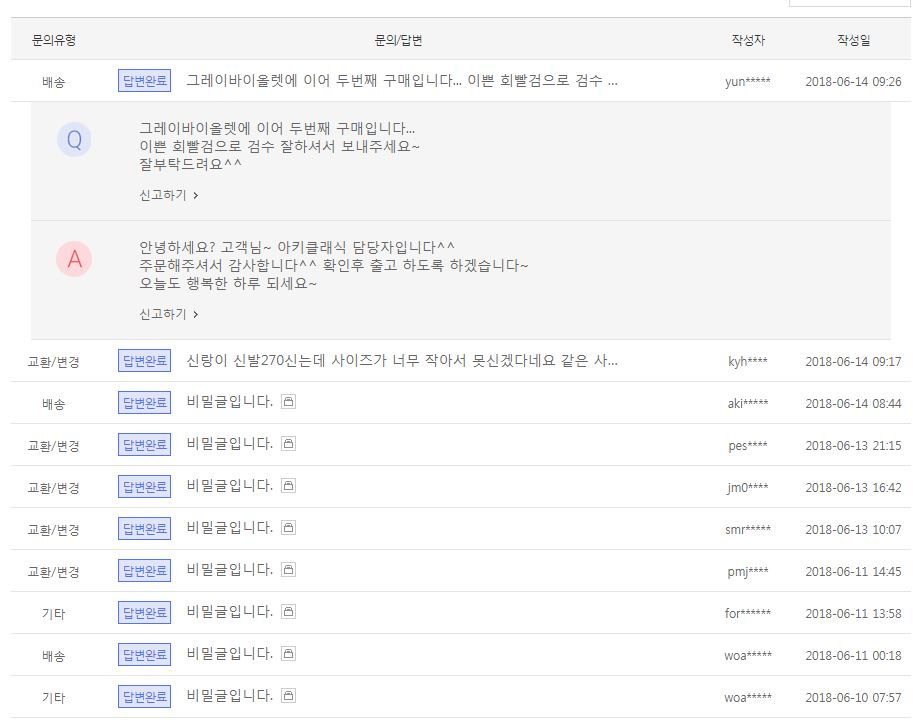 문의유형 문의/답변 작성자 작성일
배송 답변완료 그레이바이올렛에 이어 두번째 구매입니다... 이쁜 회빨검으로 검수 ... yun***** 2018-06-14 09:26
Q 그레이바이올렛에 이어 두번째 구매입니다...
이쁜 회빨검으로 검수 잘하셔서 보내주세요~
잘부탁드려요^^
신고하기 >
A 안녕하세요? 고객님~ 아키클래식 담당자입니다^^
주문해주셔서 감사합니다^^ 확인후 출고 하도록 하겠습니다~
오늘도 행복한 하루 되세요~
신고하기 >
교환/변경 답변완료 신랑이 신발270신는데 사이즈가 너무 작아서 못신겠다네요 같은 사... kyh**** 2018-06-14 09:17
배송 답변완료 비밀글입니다. aki***** 2018-06-14 08:44
교환/변경 답변완료 비밀글입니다. pes**** 2018-06-13 21:15
교환/변경 답변완료 비밀글입니다. jm0**** 2018-06-13 16:42
교환/변경 답변완료 비밀글입니다. smr***** 2018-06-13 10:07
교환/변경 답변완료 비밀글입니다. pmj**** 2018-06-11 14:45
기타 답변완료 비밀글입니다. for****** 2018-06-11 13:58
배송 답변완료 비밀글입니다. woa***** 2018-06-11 00:18
기타 답변완료 비밀글입니다. woa***** 2018-06-10 07:57